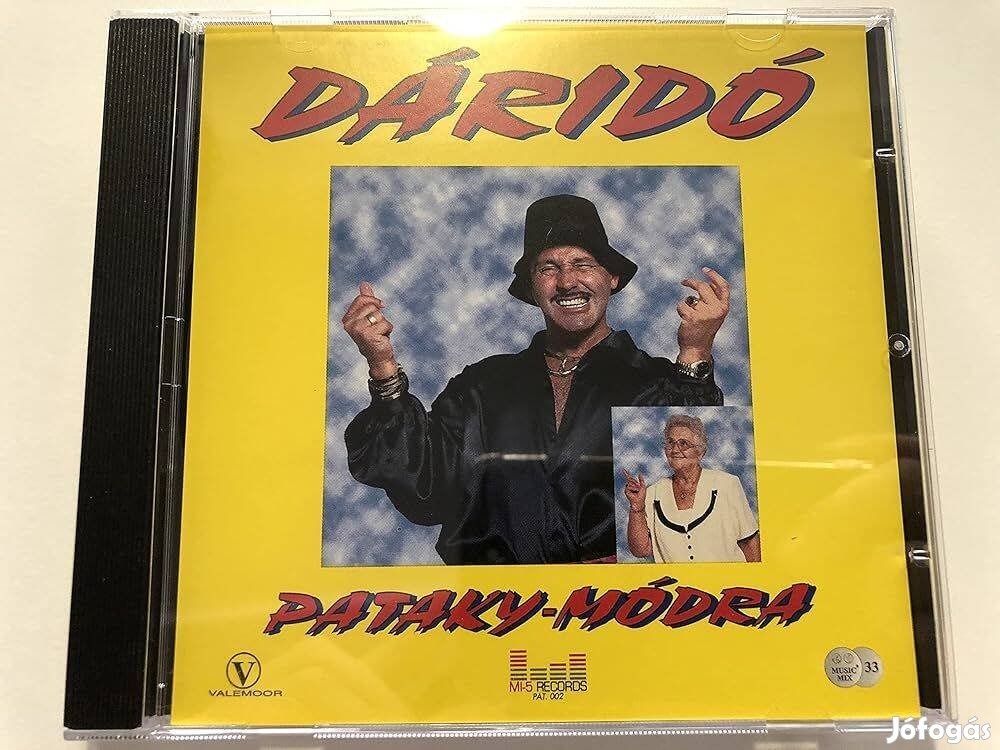 DÁRIDÓ
PATAKY-MÓDRA
V
VALEMOOR
MI-5 RECORDS
PAT. 002
MUSIC MIX 33
Jófogás